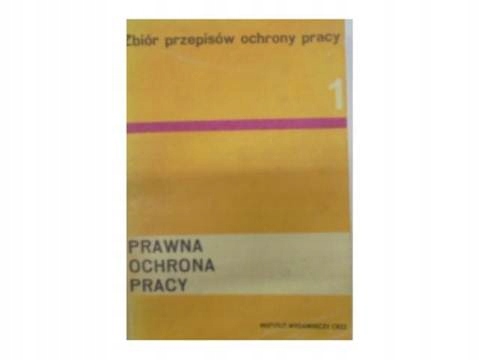 Zbiór przepisów ochrony pracy
1
PRAWNA
OCHRONA
PRACY
INSTYTUT WYDAWNICZY CRZZ